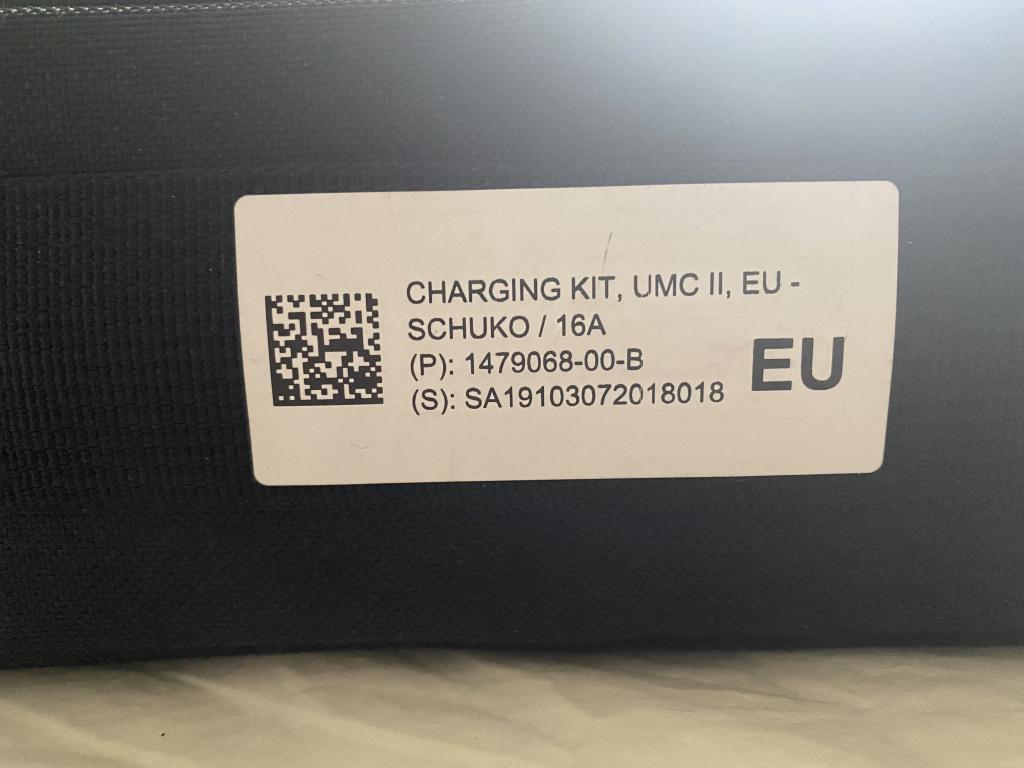 CHARGING KIT, UMC II, EU -
SCHUKO / 16A
(P): 1479068-00-B
(S): SA19103072018018
EU